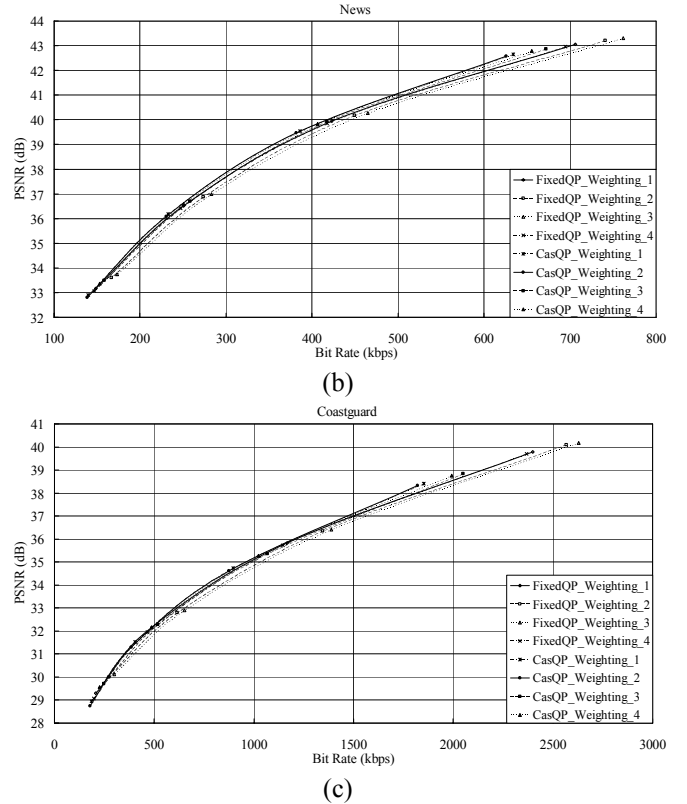 News
43
42
41
40
39
38
37
36
35
34
33
32
PSNR (dB)
FixedQP_Weighting_1
FixedQP_Weighting_2
FixedQP_Weighting_3
FixedQP_Weighting_4
CasQP_Weighting_1
CasQP_Weighting_2
CasQP_Weighting_3
CasQP_Weighting_4
100 200 300 400 500 600 700 800
Bit Rate (kbps)
(b)
Coastguard
41
40
39
38
37
36
35
34
33
32
31
30
29
28
PSNR (dB)
FixedQP_Weighting_1
FixedQP_Weighting_2
FixedQP_Weighting_3
FixedQP_Weighting_4
CasQP_Weighting_1
CasQP_Weighting_2
CasQP_Weighting_3
CasQP_Weighting_4
0 500 1000 1500 2000 2500 3000
Bit Rate (kbps)
(c)